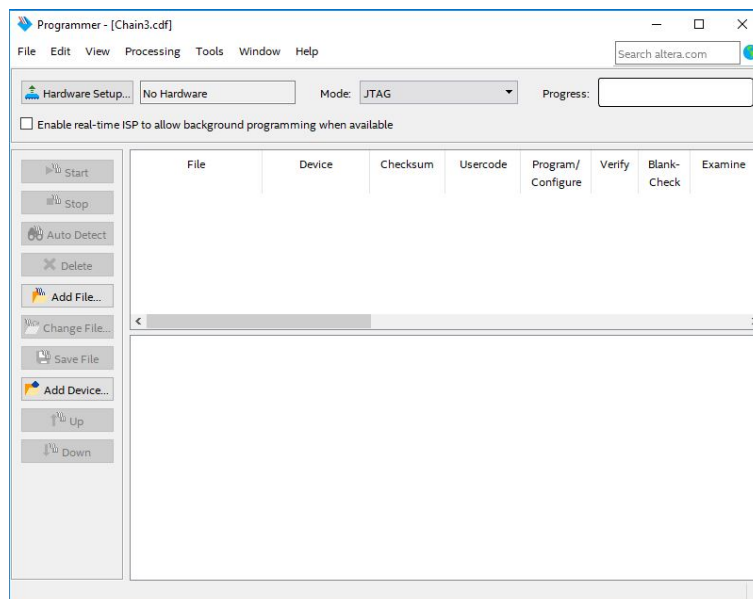 Programmer - [Chain3.cdf]
File Edit View Processing Tools Window Help
Search altera.com
Hardware Setup... No Hardware Mode: JTAG Progress:
Enable real-time ISP to allow background programming when available
File Device Checksum Usercode Program/ Configure Verify Blank- Check Examine
Start
Stop
Auto Detect
Delete
Add File...
Change File...
Save File
Add Device...
Up
Down